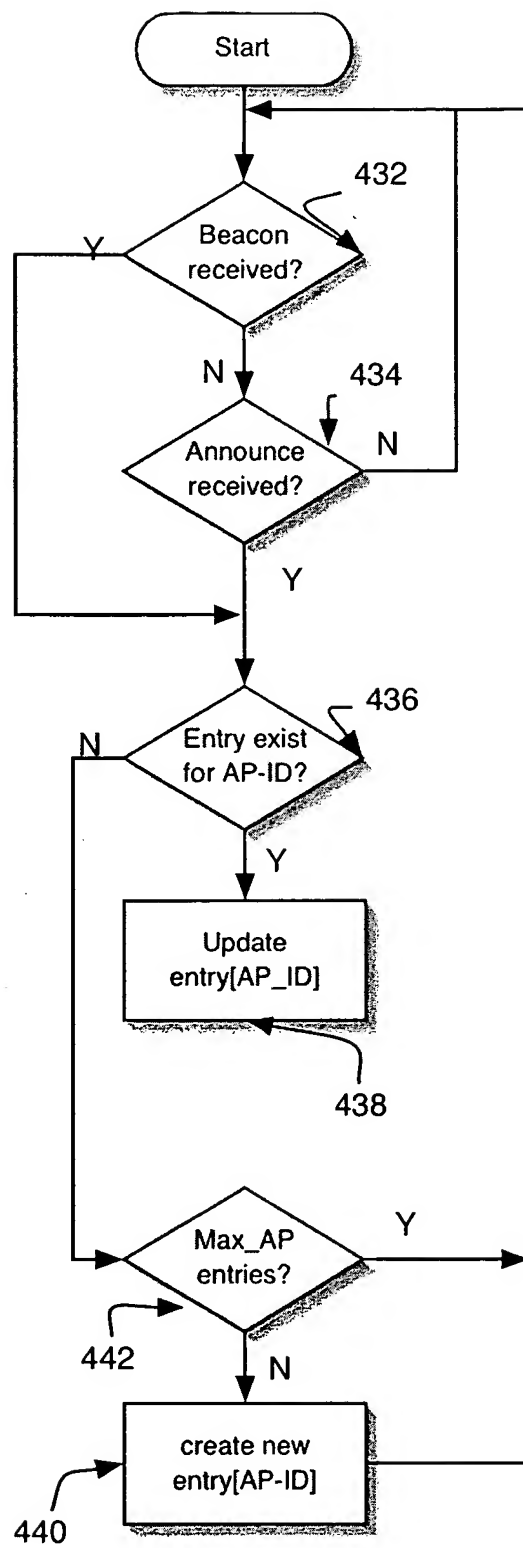 Start
432
Beacon
received?
Y
N
434
Announce
received?
N
Y
436
Entry exist
for AP-ID?
N
Y
Update
entry[AP_ID]
438
Max_AP
entries?
Y
442
N
create new
entry[AP-ID]
440